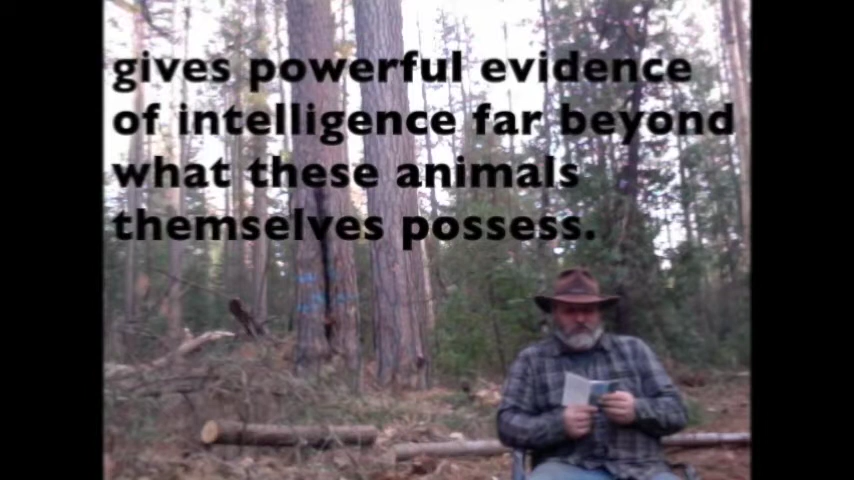 gives powerful evidence
of intelligence far beyond
what these animals
themselves possess.